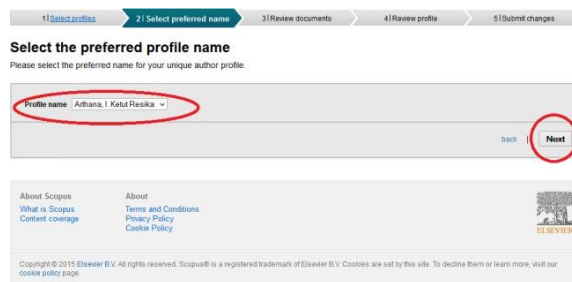 1 | Select profiles 2 | Select preferred name 3 | Review documents 4 | Review profile 5 | Submit changes
Select the preferred profile name
Please select the preferred name for your unique author profile.
Profile name Arthana, I. Ketut Resika
back | Next
About Scopus About
What is Scopus Terms and Conditions
Content coverage Privacy Policy
Cookie Policy
ELSEVIER
Copyright © 2015 Elsevier B.V. All rights reserved. Scopus® is a registered trademark of Elsevier B.V. Cookies are set by this site. To decline them or learn more, visit our
cookie policy page.